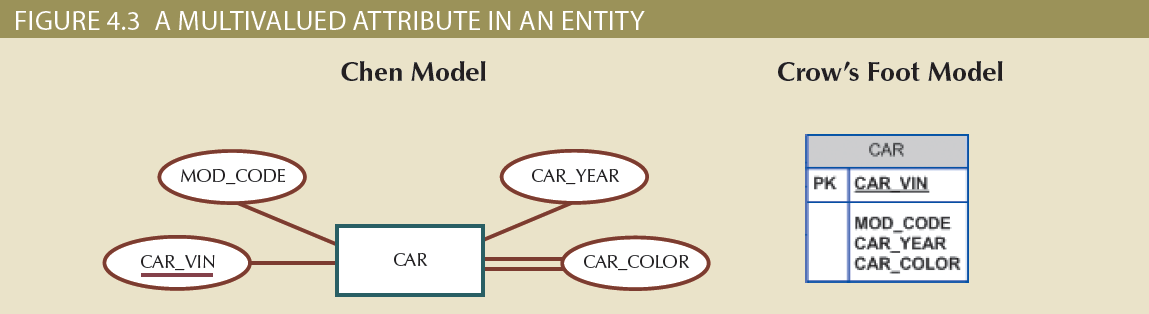 FIGURE 4.3 A MULTIVALUED ATTRIBUTE IN AN ENTITY
Chen Model
MOD_CODE
CAR_YEAR
CAR_VIN
CAR
CAR_COLOR
Crow’s Foot Model
CAR
PK CAR_VIN
MOD_CODE
CAR_YEAR
CAR_COLOR